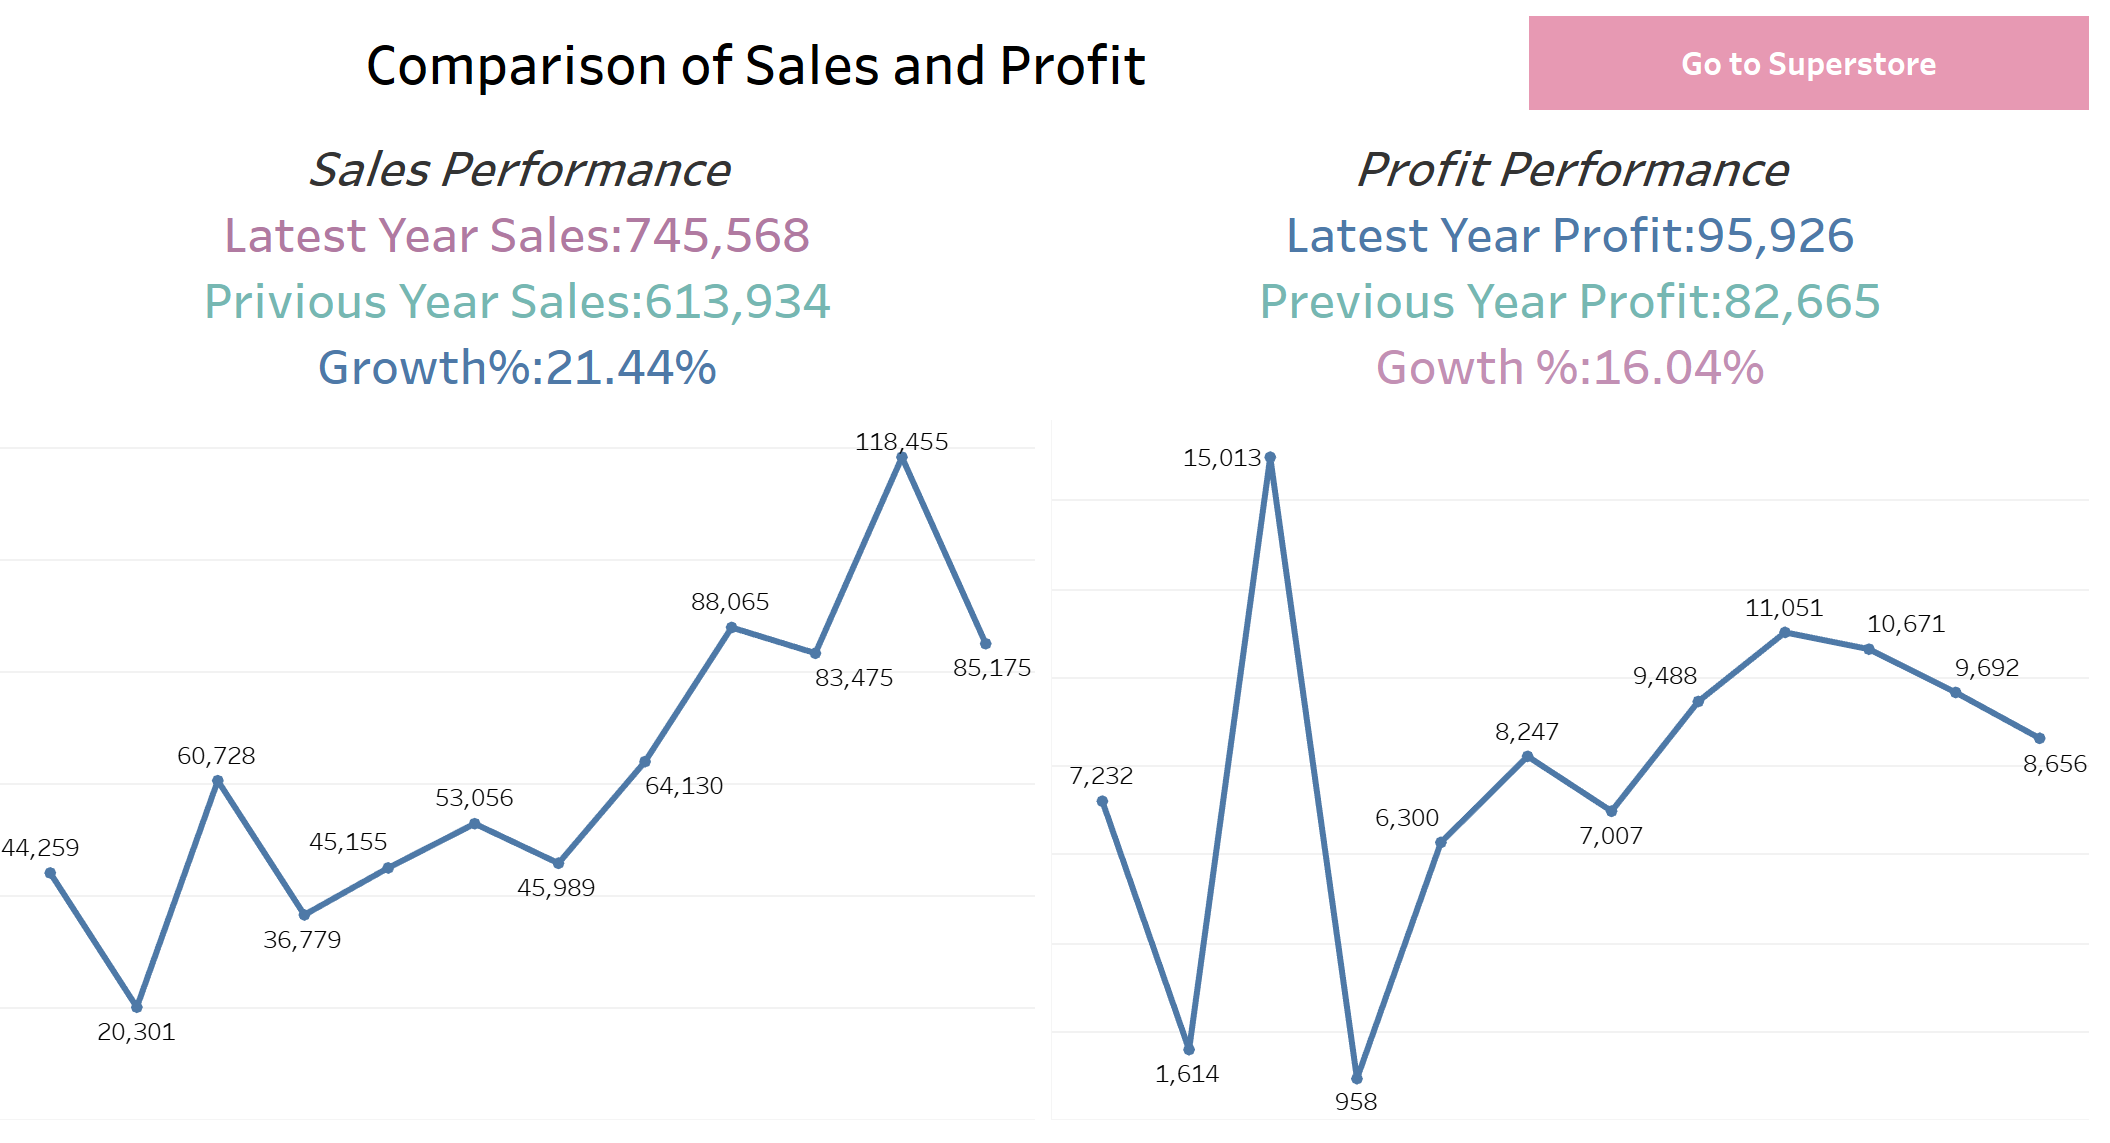 Comparison of Sales and Profit
Go to Superstore
Sales Performance
Latest Year Sales:745,568
Privious Year Sales:613,934
Growth%:21.44%
Profit Performance
Latest Year Profit:95,926
Previous Year Profit:82,665
Gowth %:16.04%
44,259
20,301
60,728
36,779
45,155
53,056
45,989
64,130
88,065
83,475
118,455
85,175
7,232
1,614
15,013
958
6,300
8,247
7,007
9,488
11,051
10,671
9,692
8,656